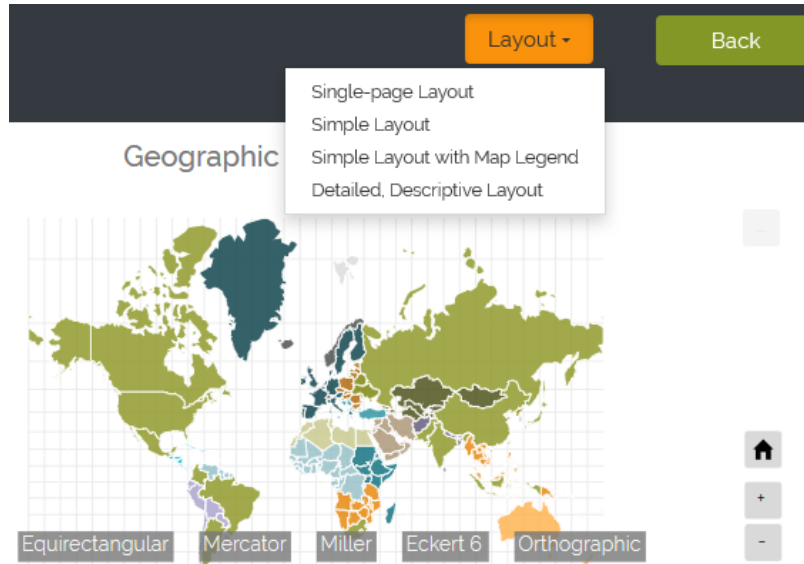 Layout
Back
Single-page Layout
Simple Layout
Simple Layout with Map Legend
Detailed, Descriptive Layout
Geographic
...
+
-
Equirectangular Mercator Miller Eckert 6 Orthographic